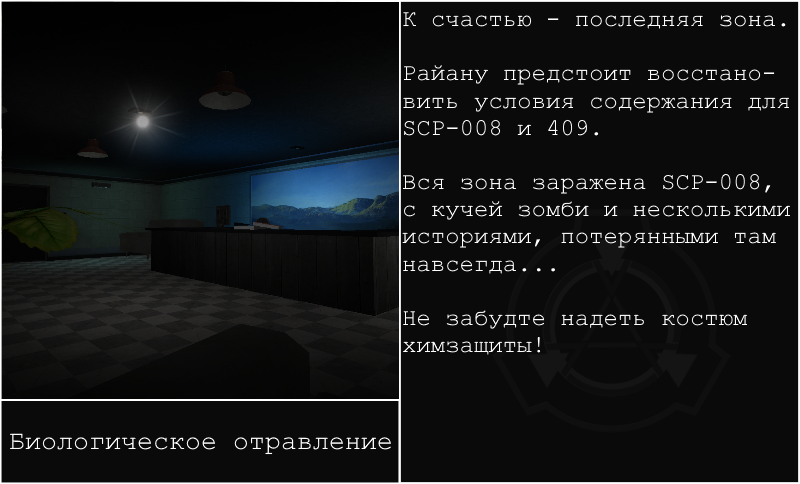 К счастью - последняя зона.
Райану предстоит восстано-
вить условия содержания для
SCP-008 и 409.
Вся зона заражена SCP-008,
с кучей зомби и несколькими
историями, потерянными там
навсегда...
Не забудте надеть костюм
химзащиты!
Биологическое отравление